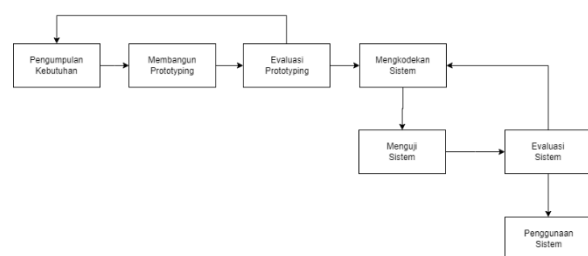 Pengumpulan
Kebutuhan
Membangun
Prototyping
Evaluasi
Prototyping
Mengkodekan
Sistem
Menguji
Sistem
Evaluasi
Sistem
Penggunaan
Sistem